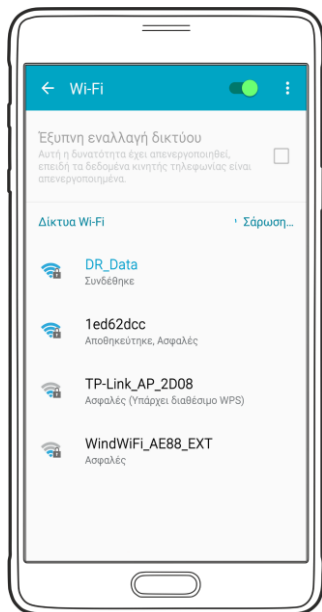 Wi-Fi
Έξυπνη εναλλαγή δικτύου
Αυτή η δυνατότητα έχει απενεργοποιηθεί,
επειδή τα δεδομένα κινητής τηλεφωνίας είναι
απενεργοποιημένα.
Δίκτυα Wi-Fi Σάρωση...
DR_Data
Συνδέθηκε
1ed62dcc
Αποθηκεύτηκε, Ασφαλές
TP-Link_AP_2D08
Ασφαλές (Υπάρχει διαθέσιμο WPS)
WindWiFi_AE88_EXT
Ασφαλές